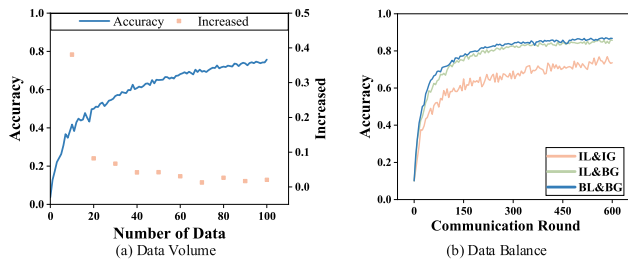 Accuracy Increased
1.0
0.8
0.6
0.4
0.2
0.0
Accuracy
0.5
0.4
0.3
0.2
0.1
0.0
Increased
0 20 40 60 80 100
Number of Data
(a) Data Volume
1.0
0.8
0.6
0.4
0.2
0.0
Accuracy
IL&IG
IL&BG
BL&BG
0 150 300 450 600
Communication Round
(b) Data Balance